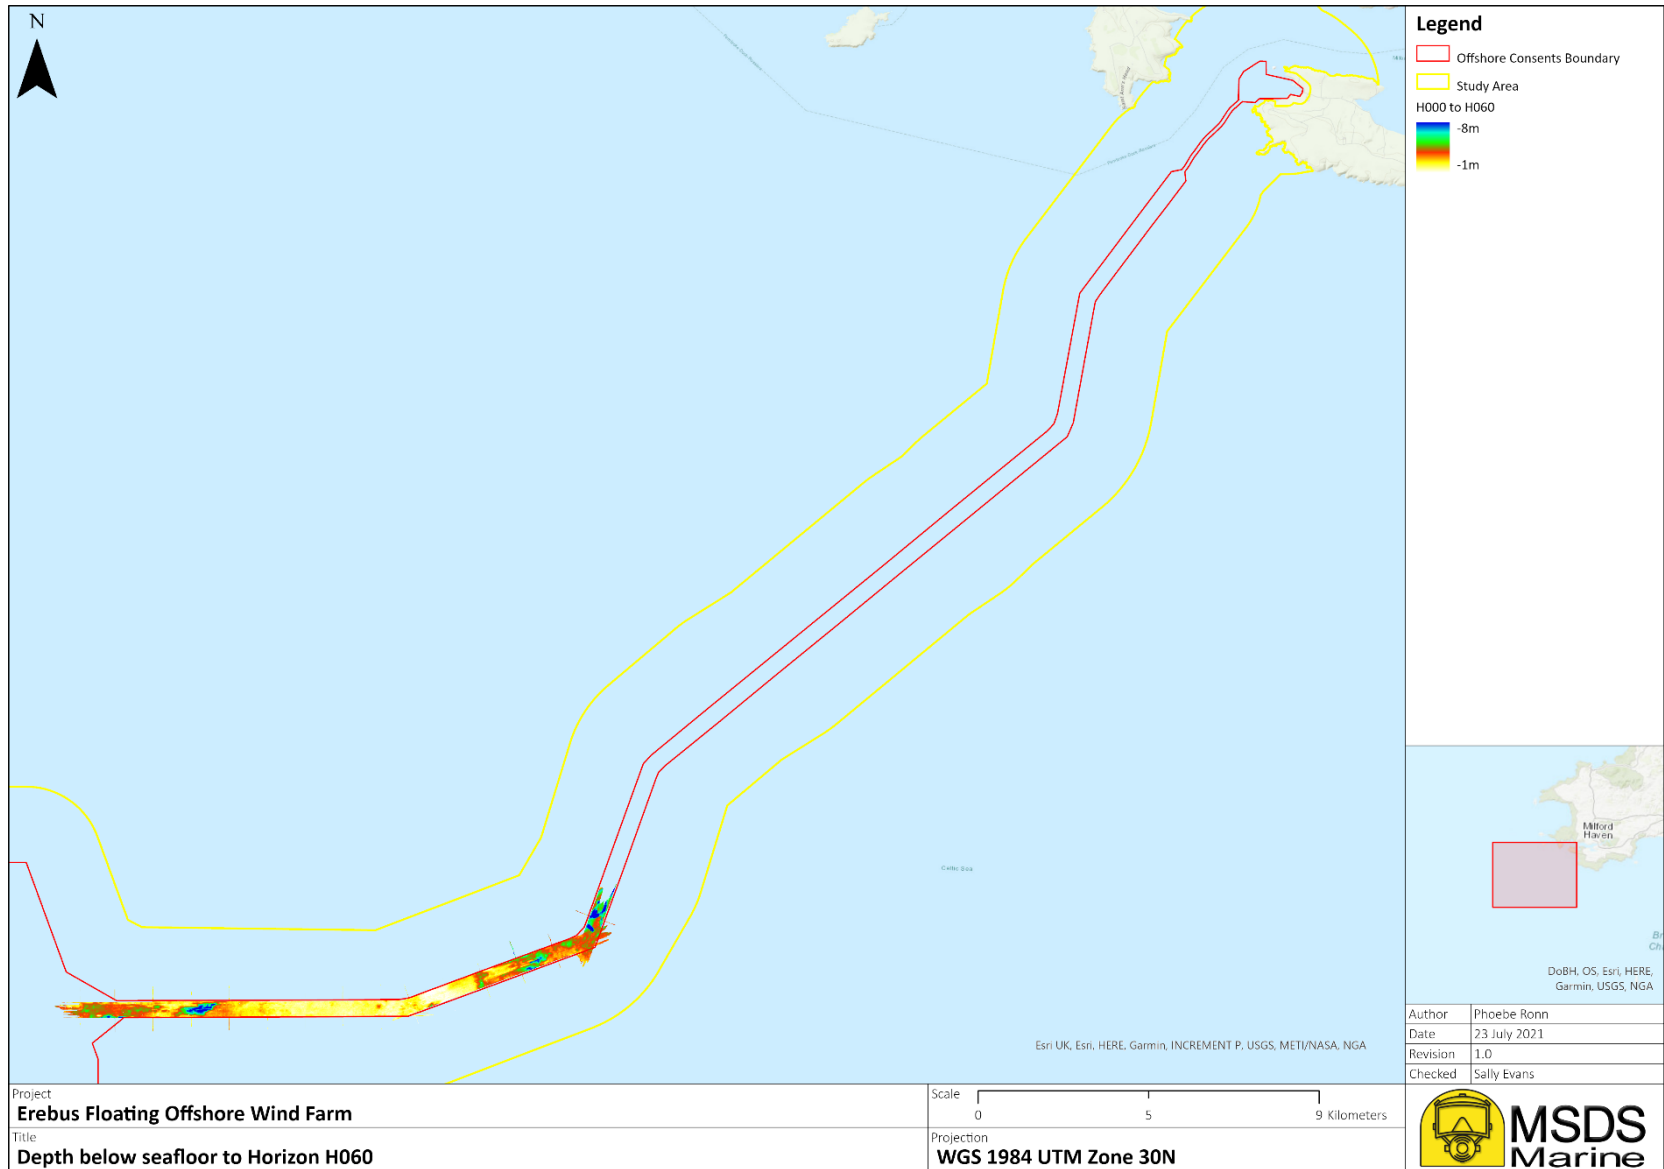 N
Legend
Offshore Consents Boundary
Study Area
H000 to H060
-8m
-1m
Celtic Sea
Milford
Haven
DoBH, OS, Esri, HERE,
Garmin, USGS, NGA
Esri UK, Esri, HERE, Garmin, INCREMENT P, USGS, METI/NASA, NGA
Author Phoebe Ronn
Date 23 July 2021
Revision 1.0
Checked Sally Evans
Project
Erebus Floating Offshore Wind Farm
Scale
0 5 9 Kilometers
Title
Depth below seafloor to Horizon H060
Projection
WGS 1984 UTM Zone 30N
MSDS
Marine